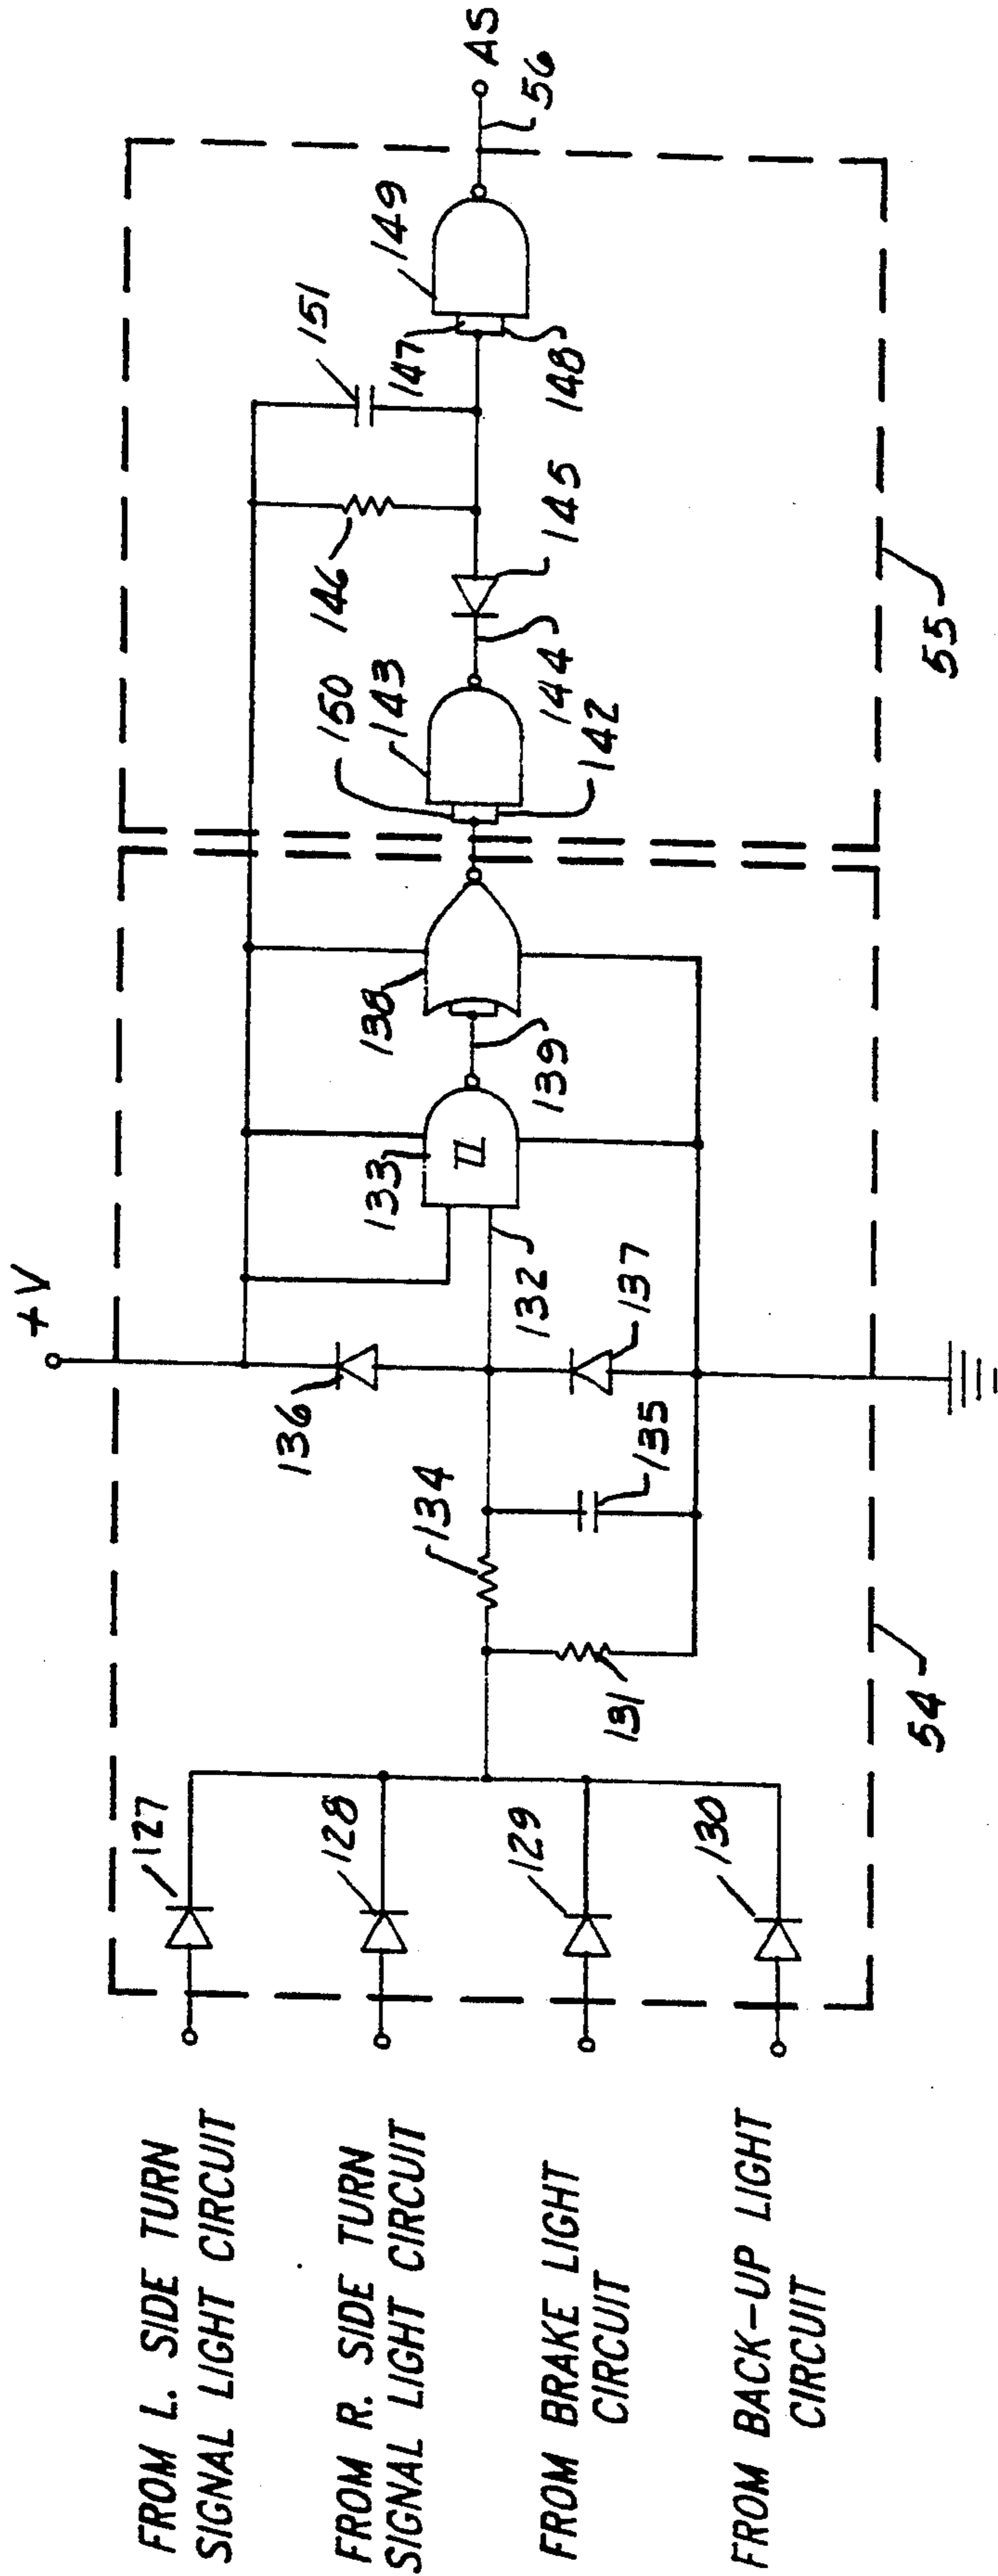 FROM L. SIDE TURN
SIGNAL LIGHT CIRCUIT
FROM R. SIDE TURN
SIGNAL LIGHT CIRCUIT
FROM BRAKE LIGHT
CIRCUIT
FROM BACK-UP LIGHT
CIRCUIT
127
128
129
130
131
134
135
136
137
+V
132
133
138
139
54
150
143
142
144
145
146
151
147
148
149
55
56
AS